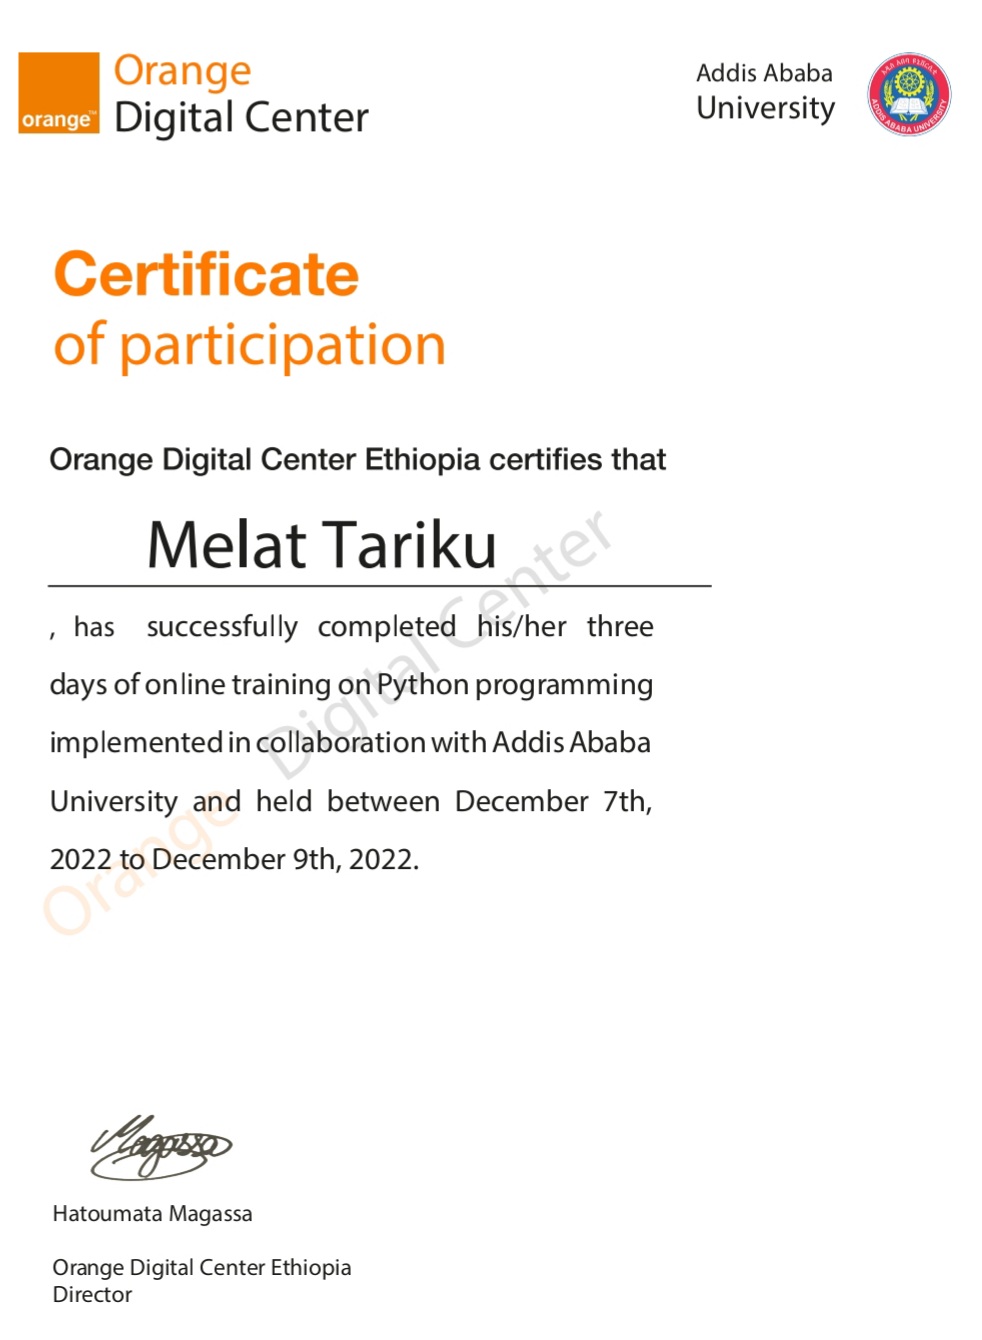 orange™
Orange
Digital Center
Addis Ababa
University
አዲስ አበባ ዩኒቨርሲቲ
ADDIS ABABA UNIVERSITY
Certificate
of participation
Orange Digital Center Ethiopia certifies that
Melat Tariku
, has successfully completed his/her three
days of online training on Python programming
implemented in collaboration with Addis Ababa
University and held between December 7th,
2022 to December 9th, 2022.
Orange Digital Center
Magassa
Hatoumata Magassa
Orange Digital Center Ethiopia
Director